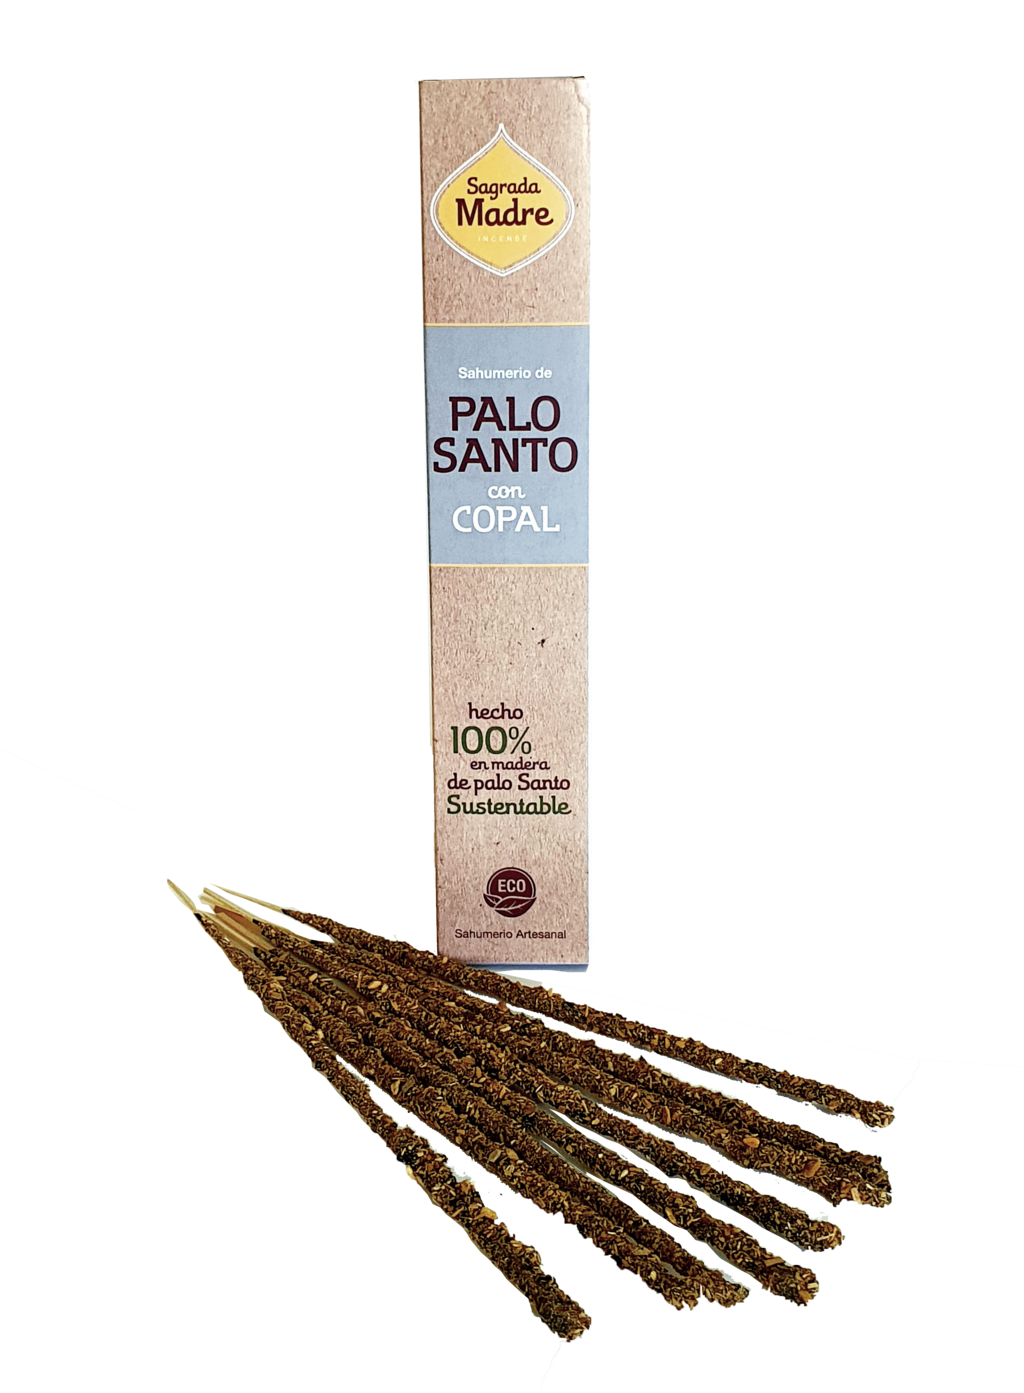 Sagrada
Madre
INCENSE
Sahumerio de
PALO
SANTO
con
COPAL
hecho
100%
en madera
de palo Santo
Sustentable
ECO
Sahumerio Artesanal